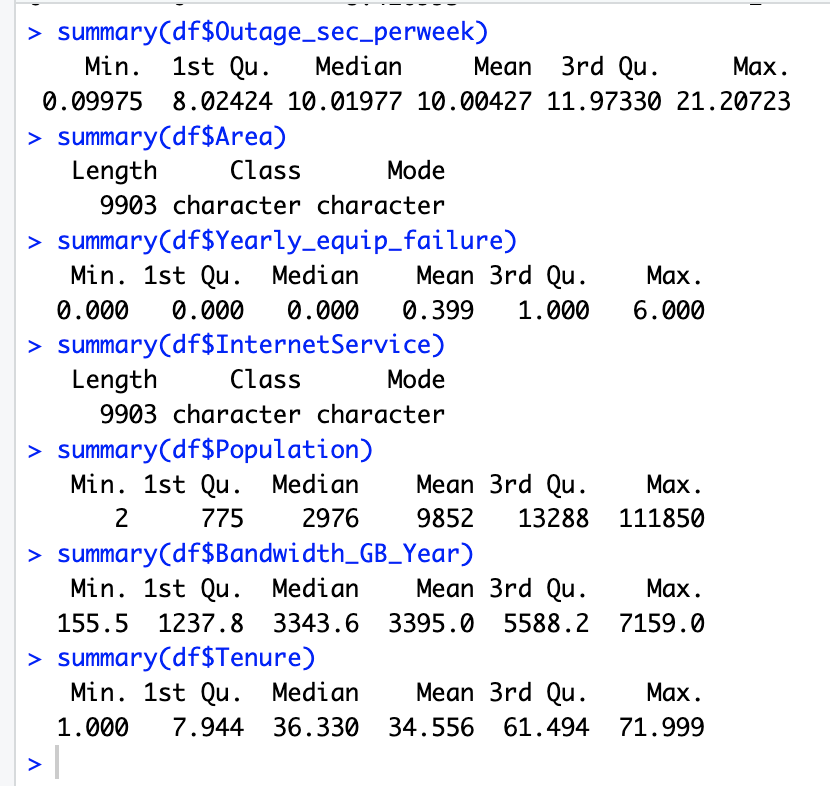 > summary(df$Outage_sec_perweek)
Min. 1st Qu. Median Mean 3rd Qu. Max.
0.09975 8.02424 10.01977 10.00427 11.97330 21.20723
> summary(df$Area)
Length Class Mode
9903 character character
> summary(df$Yearly_equip_failure)
Min. 1st Qu. Median Mean 3rd Qu. Max.
0.000 0.000 0.000 0.399 1.000 6.000
> summary(df$InternetService)
Length Class Mode
9903 character character
> summary(df$Population)
Min. 1st Qu. Median Mean 3rd Qu. Max.
2 775 2976 9852 13288 111850
> summary(df$Bandwidth_GB_Year)
Min. 1st Qu. Median Mean 3rd Qu. Max.
155.5 1237.8 3343.6 3395.0 5588.2 7159.0
> summary(df$Tenure)
Min. 1st Qu. Median Mean 3rd Qu. Max.
1.000 7.944 36.330 34.556 61.494 71.999
>